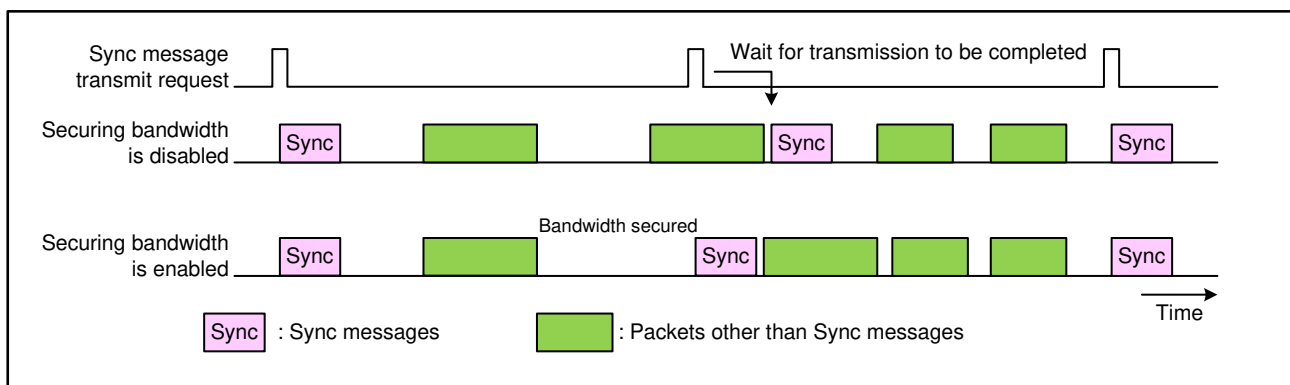 Sync message
transmit request
Wait for transmission to be completed
Securing bandwidth
is disabled
Sync
Sync
Sync
Bandwidth secured
Securing bandwidth
is enabled
Sync
Sync
Sync
Time
Sync : Sync messages
: Packets other than Sync messages